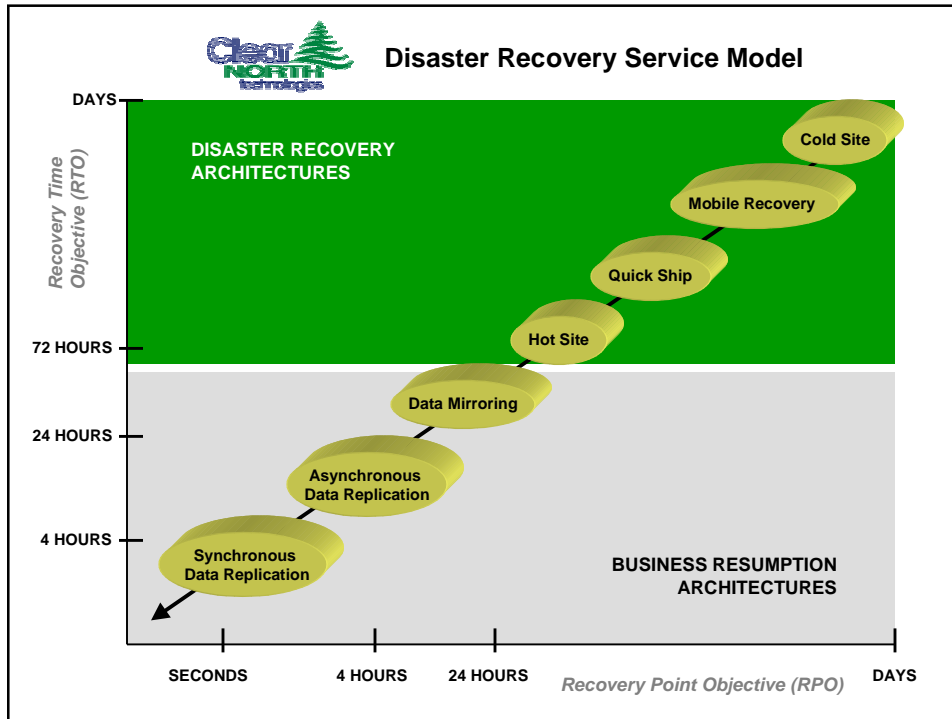 Clear
NORTH
technologies
Disaster Recovery Service Model
DAYS
Recovery Time
Objective (RTO)
72 HOURS
24 HOURS
4 HOURS
DISASTER RECOVERY
ARCHITECTURES
Cold Site
Mobile Recovery
Quick Ship
Hot Site
Data Mirroring
Asynchronous
Data Replication
Synchronous
Data Replication
BUSINESS RESUMPTION
ARCHITECTURES
SECONDS
4 HOURS
24 HOURS
DAYS
Recovery Point Objective (RPO)